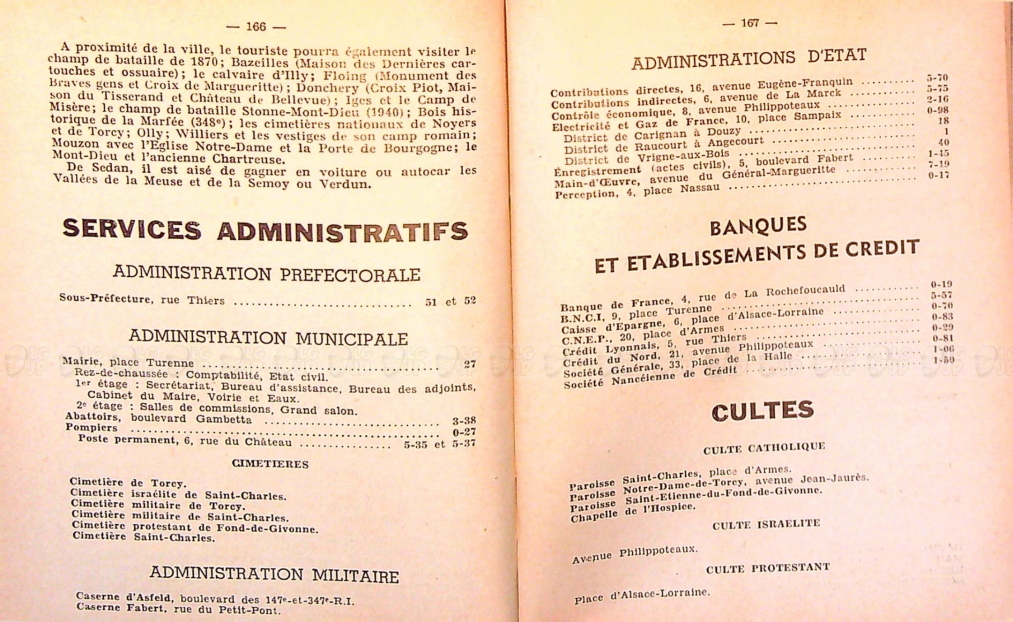 — 166 —
A proximité de la ville, le touriste pourra également visiter le
champ de bataille de 1870; Bazeilles (Maison des Dernières car-
touches et ossuaire); le calvaire d'Illy; Floing (Monument des
Braves gens et Croix de Margueritte); Donchery (Croix Piot, Mai-
son du Tisserand et Château de Bellevue); Iges et le Camp de
Misère; le champ de bataille Stonne-Mont-Dieu (1940); Bois his-
torique de la Marfée (348e); les cimetières nationaux de Noyers
et de Torcy; Olly; Williers et les vestiges de son camp romain;
Mouzon avec l'Eglise Notre-Dame et la Porte de Bourgogne; le
Mont-Dieu et l'ancienne Chartreuse.
De Sedan, il est aisé de gagner en voiture ou autocar les
Vallées de la Meuse et de la Semoy ou Verdun.
SERVICES ADMINISTRATIFS
ADMINISTRATION PREFECTORALE
Sous-Préfecture, rue Thiers .......................... 51 et 52
ADMINISTRATION MUNICIPALE
Mairie, place Turenne .......................... 27
Rez-de-chaussée : Comptabilité, Etat civil.
1er étage : Secrétariat, Bureau d'assistance, Bureau des adjoints,
Cabinet du Maire, Voirie et Eaux.
2e étage : Salles de commissions, Grand salon.
Abattoirs, boulevard Gambetta .......................... 3-38
Pompiers .......................... 0-27
Poste permanent, 6, rue du Château .............. 5-35 et 5-37
CIMETIERES
Cimetière de Torcy.
Cimetière israélite de Saint-Charles.
Cimetière militaire de Torcy.
Cimetière militaire de Saint-Charles.
Cimetière protestant de Fond-de-Givonne.
Cimetière Saint-Charles.
ADMINISTRATION MILITAIRE
Caserne d'Asfeld, boulevard des 147e-et-347e-R.I.
Caserne Fabert, rue du Petit-Pont.
— 167 —
ADMINISTRATIONS D'ETAT
Contributions directes, 16, avenue Eugène-Franquin .......... 5-70
Contributions indirectes, 6, avenue de La Marck .......... 5-75
Contrôle économique, 8, avenue Philippoteaux .......... 2-16
Electricité et Gaz de France, 10, place Sampaix .......... 0-98
District de Carignan à Douzy .......... 18
District de Raucourt à Angecourt .......... 1
District de Vrigne-aux-Bois .......... 40
Enregistrement (actes civils), 5, boulevard Fabert .......... 1-45
Main-d'Œuvre, avenue du Général-Margueritte .......... 7-19
Perception, 4, place Nassau .......... 0-17
BANQUES
ET ETABLISSEMENTS DE CREDIT
Banque de France, 4, rue de La Rochefoucauld .......... 0-19
B.N.C.I, 9, place Turenne .......... 5-57
Caisse d'Epargne, 6, place d'Alsace-Lorraine .......... 0-70
C.N.E.P., 20, place d'Armes .......... 0-83
Crédit Lyonnais, 5, rue Thiers .......... 0-29
Crédit du Nord, 21, avenue Philippoteaux .......... 0-81
Société Générale, 33, place de la Halle .......... 1-06
Société Nancéienne de Crédit .......... 1-50
CULTES
CULTE CATHOLIQUE
Paroisse Saint-Charles, place d'Armes.
Paroisse Notre-Dame-de-Torcy, avenue Jean-Jaurès.
Paroisse Saint-Etienne-du-Fond-de-Givonne.
Chapelle de l'Hospice.
CULTE ISRAELITE
Avenue Philippoteaux.
CULTE PROTESTANT
Place d'Alsace-Lorraine.